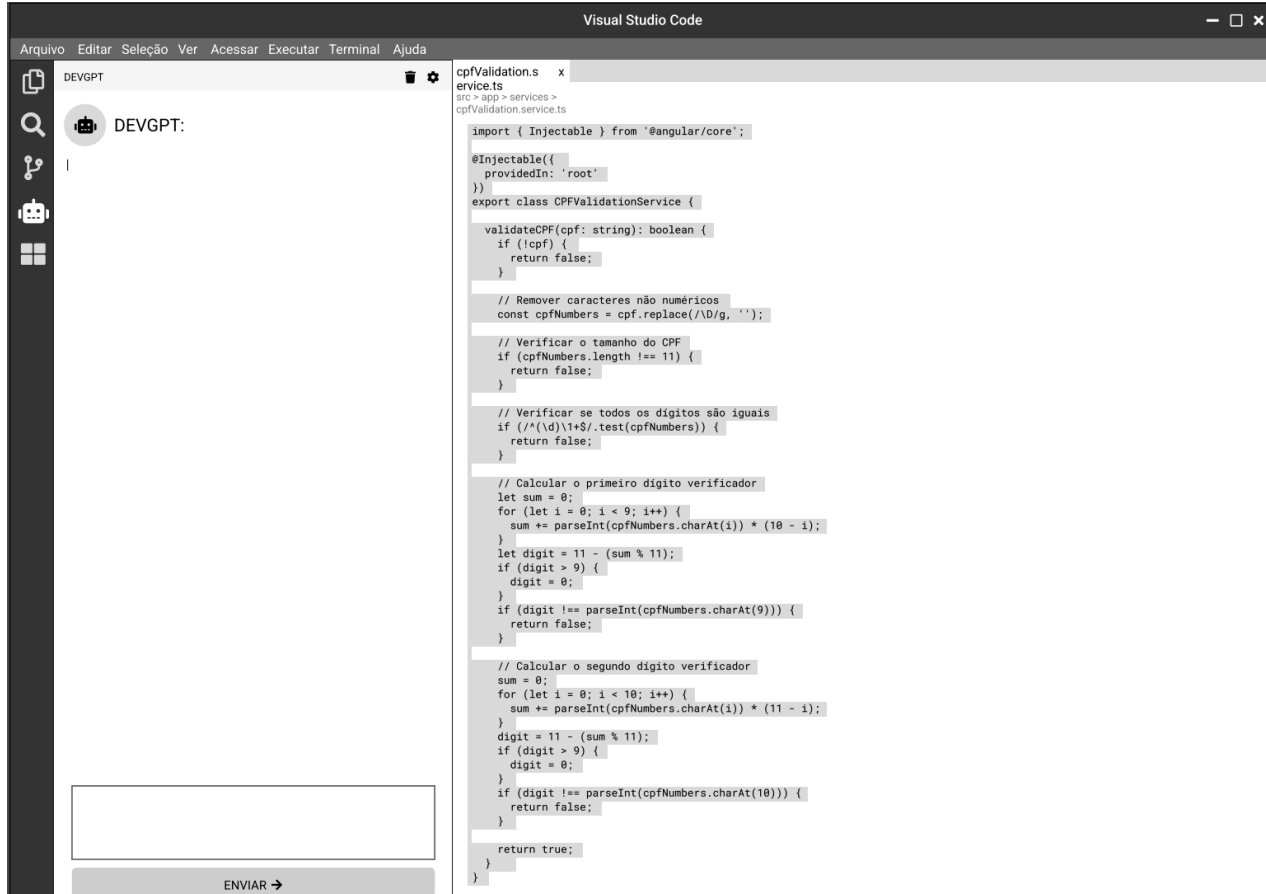 Visual Studio Code
Arquivo Editar Seleção Ver Acessar Executar Terminal Ajuda
DEVGPT
DEVGPT:
ENVIAR →
cpfValidation.s x
ervice.ts
src > app > services >
cpfValidation.service.ts
import { Injectable } from '@angular/core';
@Injectable({
  providedIn: 'root'
})
export class CPFValidationService {
  validateCPF(cpf: string): boolean {
    if (!cpf) {
      return false;
    }
    // Remover caracteres não numéricos
    const cpfNumbers = cpf.replace(/\D/g, '');
    // Verificar o tamanho do CPF
    if (cpfNumbers.length !== 11) {
      return false;
    }
    // Verificar se todos os dígitos são iguais
    if (/^(\d)\1+$/.test(cpfNumbers)) {
      return false;
    }
    // Calcular o primeiro dígito verificador
    let sum = 0;
    for (let i = 0; i < 9; i++) {
      sum += parseInt(cpfNumbers.charAt(i)) * (10 - i);
    }
    let digit = 11 - (sum % 11);
    if (digit > 9) {
      digit = 0;
    }
    if (digit !== parseInt(cpfNumbers.charAt(9))) {
      return false;
    }
    // Calcular o segundo dígito verificador
    sum = 0;
    for (let i = 0; i < 10; i++) {
      sum += parseInt(cpfNumbers.charAt(i)) * (11 - i);
    }
    digit = 11 - (sum % 11);
    if (digit > 9) {
      digit = 0;
    }
    if (digit !== parseInt(cpfNumbers.charAt(10))) {
      return false;
    }
    return true;
  }
}